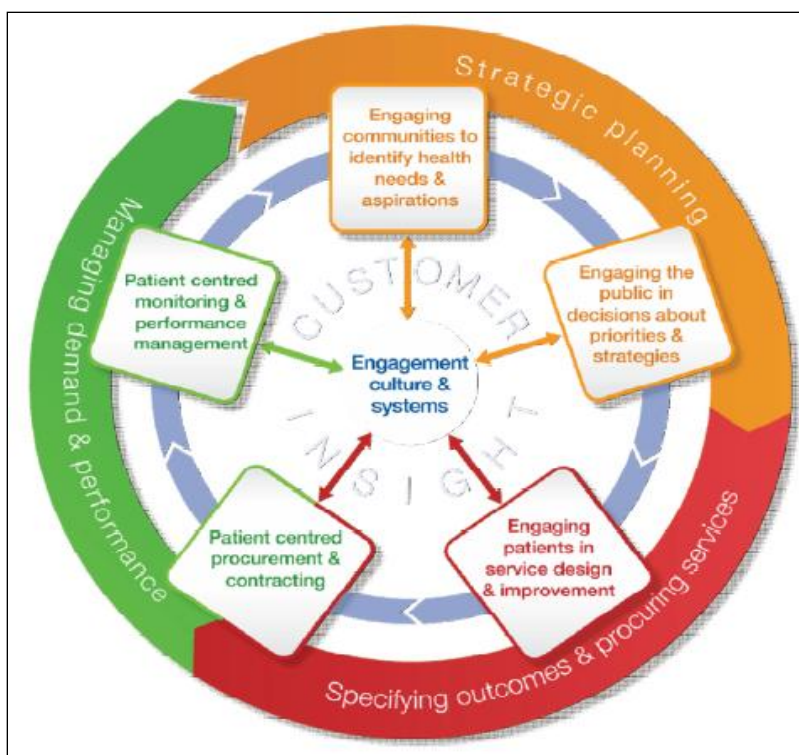 Strategic planning
Engaging
communities to
identify health
needs &
aspirations
Engaging the
public in
decisions about
priorities &
strategies
Specifying outcomes & procuring services
Engaging
patients in
service design
& improvement
Patient centred
procurement &
contracting
Managing demand & performance
Patient centred
monitoring &
performance
management
CUSTOMER
INSIGHT
Engagement
culture &
systems